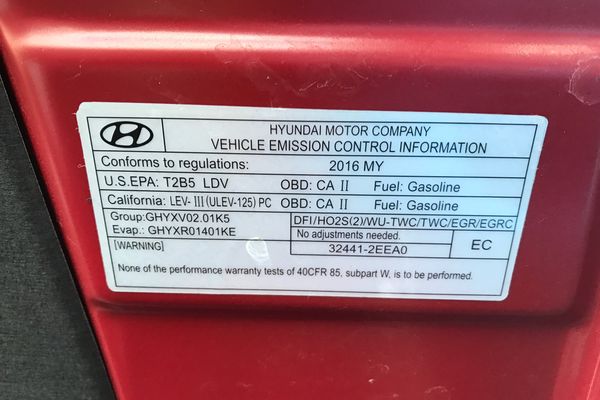 HYUNDAI MOTOR COMPANY
VEHICLE EMISSION CONTROL INFORMATION
Conforms to regulations: 2016 MY
U.S.EPA: T2B5 LDV OBD: CA II Fuel: Gasoline
California: LEV-III (ULEV-125) PC OBD: CA II Fuel: Gasoline
Group:GHYXV02.01K5 DFI/HO2S(2)/WU-TWC/TWC/EGR/EGRC
Evap.: GHYXR01401KE No adjustments needed. EC
[WARNING] 32441-2EEA0
None of the performance warranty tests of 40CFR 85, subpart W, is to be performed.